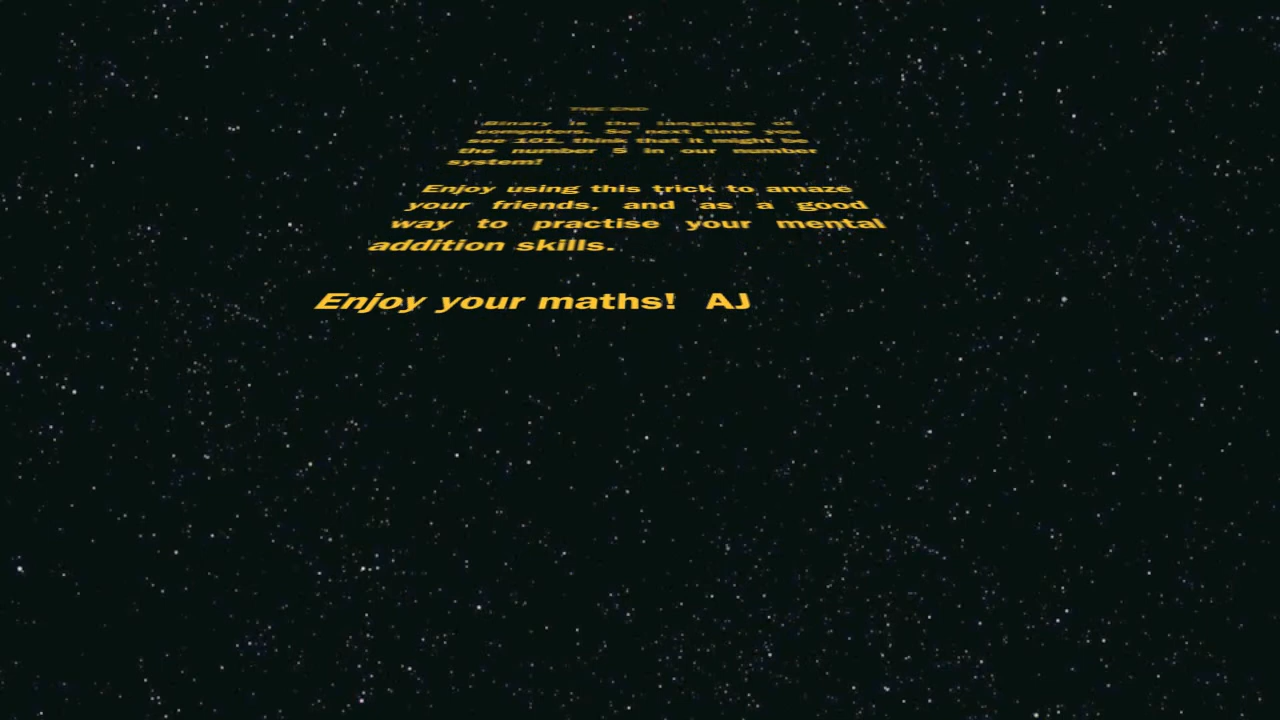 THE END
Binary is the language of
computers. So next time you
see 101, think that it might be
the number 5 in our number
system!
Enjoy using this trick to amaze
your friends, and as a good
way to practise your mental
addition skills.
Enjoy your maths! AJ